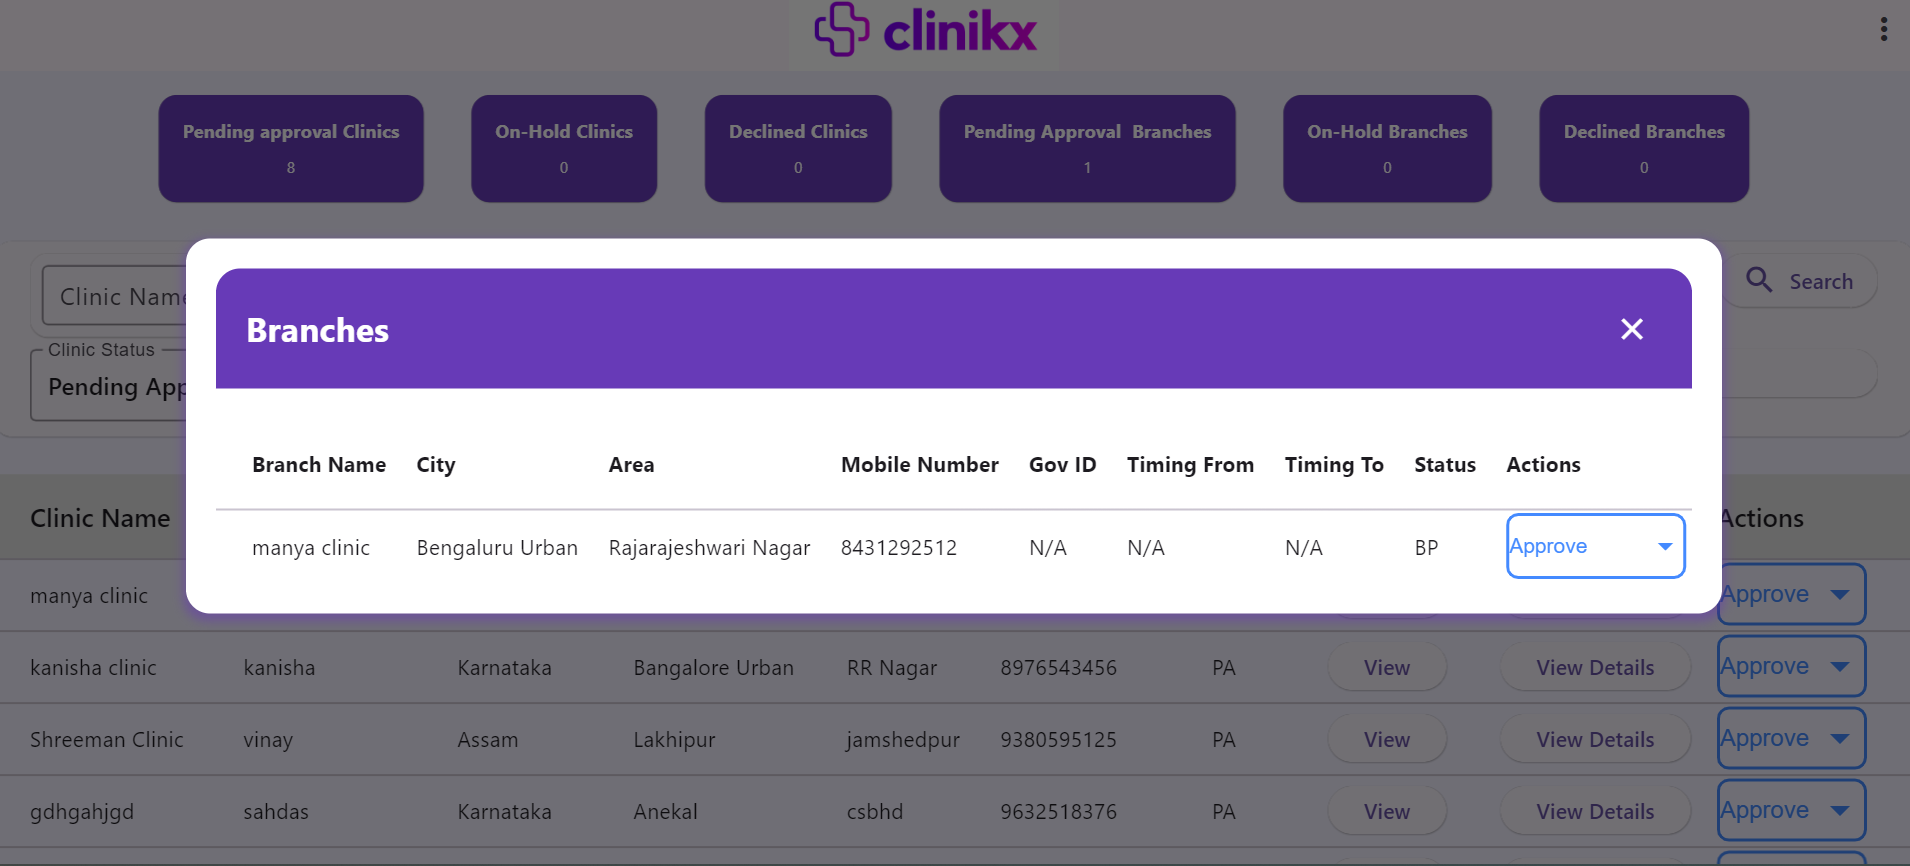 clinikx
Pending approval Clinics
8
On-Hold Clinics
0
Declined Clinics
0
Pending Approval Branches
1
On-Hold Branches
0
Declined Branches
0
Clinic Name
Search
Clinic Status
Pending App
Branches
Branch Name City Area Mobile Number Gov ID Timing From Timing To Status Actions
manya clinic Bengaluru Urban Rajarajeshwari Nagar 8431292512 N/A N/A N/A BP Approve
Clinic Name Actions
manya clinic Approve
kanisha clinic kanisha Karnataka Bangalore Urban RR Nagar 8976543456 PA View View Details Approve
Shreeman Clinic vinay Assam Lakhipur jamshedpur 9380595125 PA View View Details Approve
gdhgahjgd sahdas Karnataka Anekal csbhd 9632518376 PA View View Details Approve